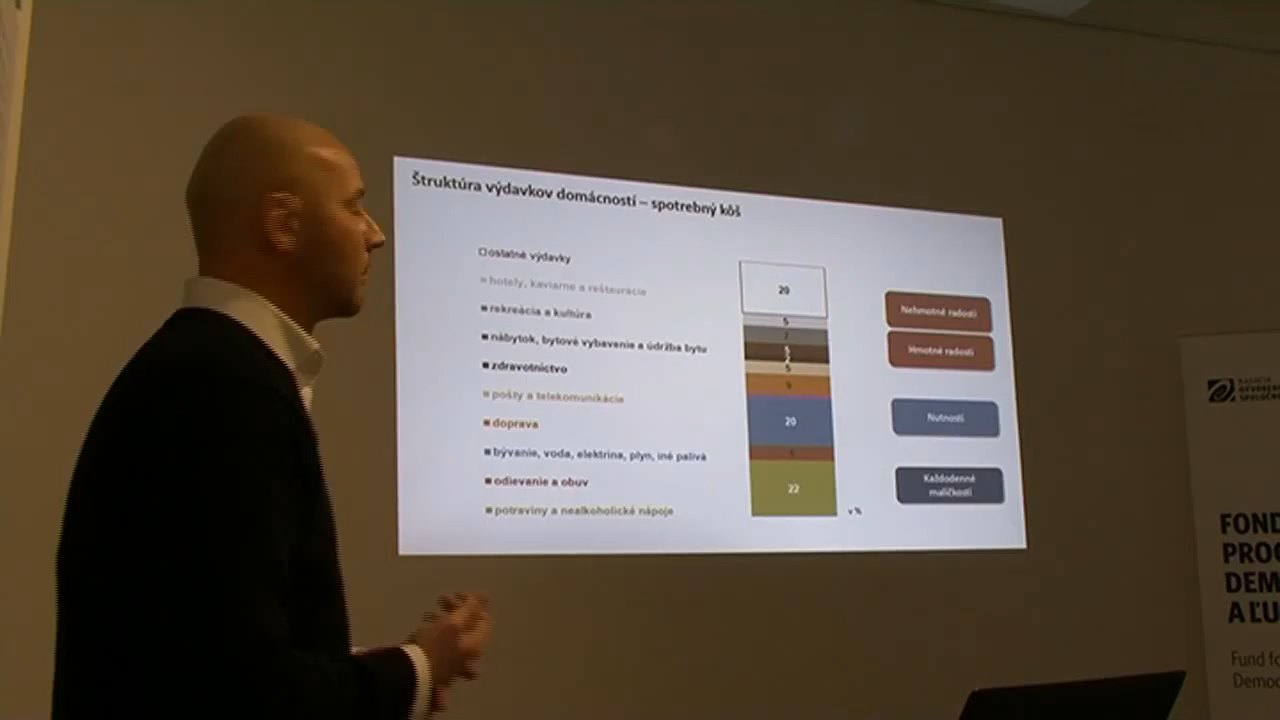 Štruktúra výdavkov domácností – spotrebný kôš
ostatné výdavky
hotely, kaviarne a reštaurácie
rekreácia a kultúra
nábytok, bytové vybavenie a údržba bytu
zdravotníctvo
pošty a telekomunikácie
doprava
bývanie, voda, elektrina, plyn, iné palivá
odievanie a obuv
potraviny a nealkoholické nápoje
20
5
7
5
9
20
22
v %
Nehmotné radosti
Hmotné radosti
Nutnosti
Každodenné
maličkosti
FOND
PRO
DEM
A ĽU
Fund fo
Democ